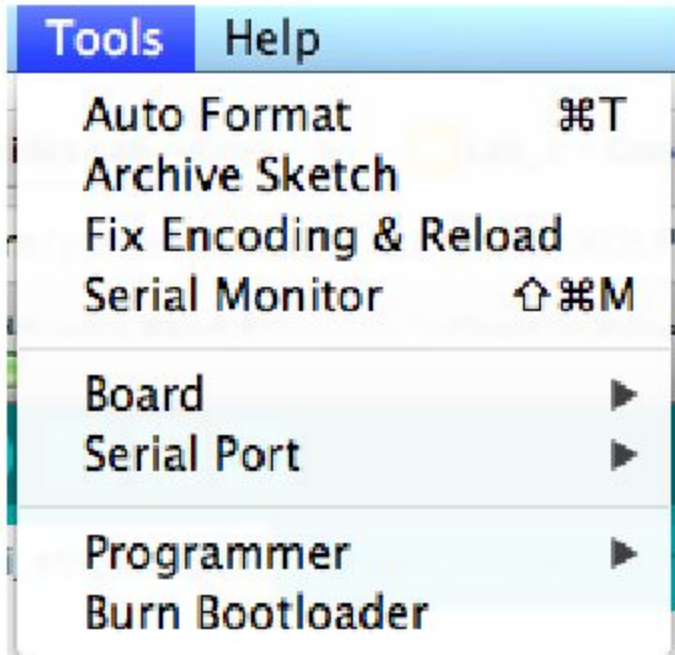 Tools Help
Auto Format ⌘T
Archive Sketch
Fix Encoding & Reload
Serial Monitor ⇧⌘M
Board ▶
Serial Port ▶
Programmer ▶
Burn Bootloader